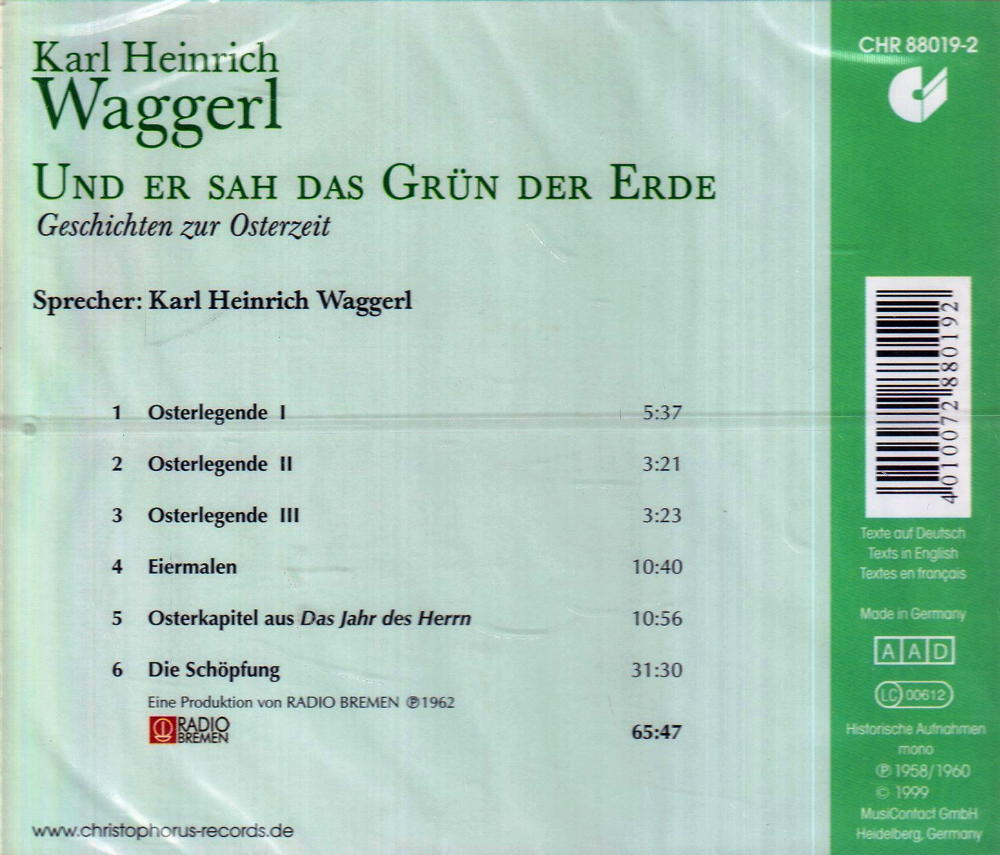 Karl Heinrich
Waggerl
UND ER SAH DAS GRÜN DER ERDE
Geschichten zur Osterzeit
Sprecher: Karl Heinrich Waggerl
1 Osterlegende I 5:37
2 Osterlegende II 3:21
3 Osterlegende III 3:23
4 Eiermalen 10:40
5 Osterkapitel aus Das Jahr des Herrn 10:56
6 Die Schöpfung 31:30
Eine Produktion von RADIO BREMEN ℗1962
RADIO
BREMEN
65:47
www.christophorus-records.de
CHR 88019-2
4010072880192
Texte auf Deutsch
Texts in English
Textes en français
Made in Germany
AAD
LC 00612
Historische Aufnahmen
mono
℗ 1958/1960
© 1999
MusiContact GmbH
Heidelberg, Germany